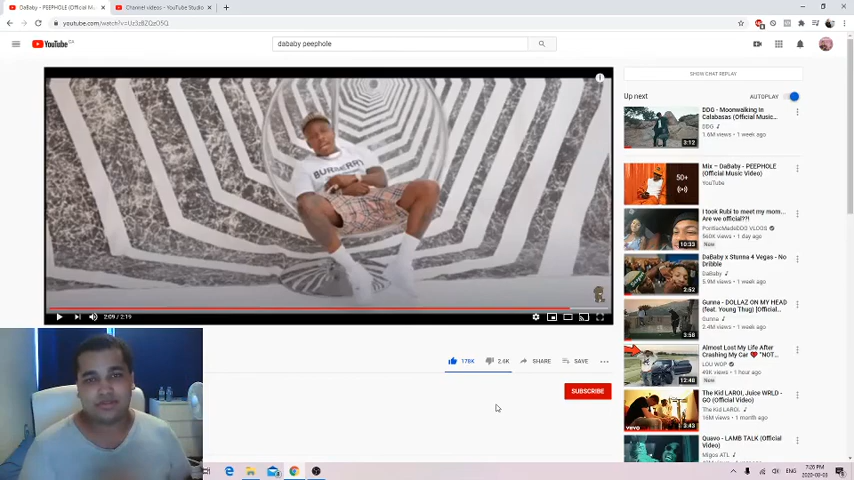 DaBaby - PEEPHOLE (Official M
Channel videos - YouTube Studio
youtube.com/watch?v=Uz3zBZQzO5Q
YouTube
CA
dababy peephole
BURBERRY
2:09 / 2:19
178K
2.6K
SHARE
SAVE
SUBSCRIBE
SHOW CHAT REPLAY
Up next
AUTOPLAY
3:12
DDG - Moonwalking In
Calabasas (Official Music...
DDG
1.6M views • 1 week ago
50+
Mix – DaBaby - PEEPHOLE
(Official Music Video)
YouTube
10:33
I took Rubi to meet my mom...
Are we official??!
PontiacMadeDDG VLOGS
560K views • 1 day ago
New
2:52
DaBaby x Stunna 4 Vegas - No
Dribble
DaBaby
5.9M views • 1 week ago
3:58
Gunna - DOLLAZ ON MY HEAD
(feat. Young Thug) [Official...
Gunna
2.4M views • 1 week ago
12:48
Almost Lost My Life After
Crashing My Car ❤ "NOT...
LOU WOP
49K views • 1 hour ago
New
vevo
3:43
The Kid LAROI, Juice WRLD -
GO (Official Video)
The Kid LAROI.
16M views • 1 month ago
Quavo - LAMB TALK (Official
Video)
Migos ATL
ENG
7:26 PM